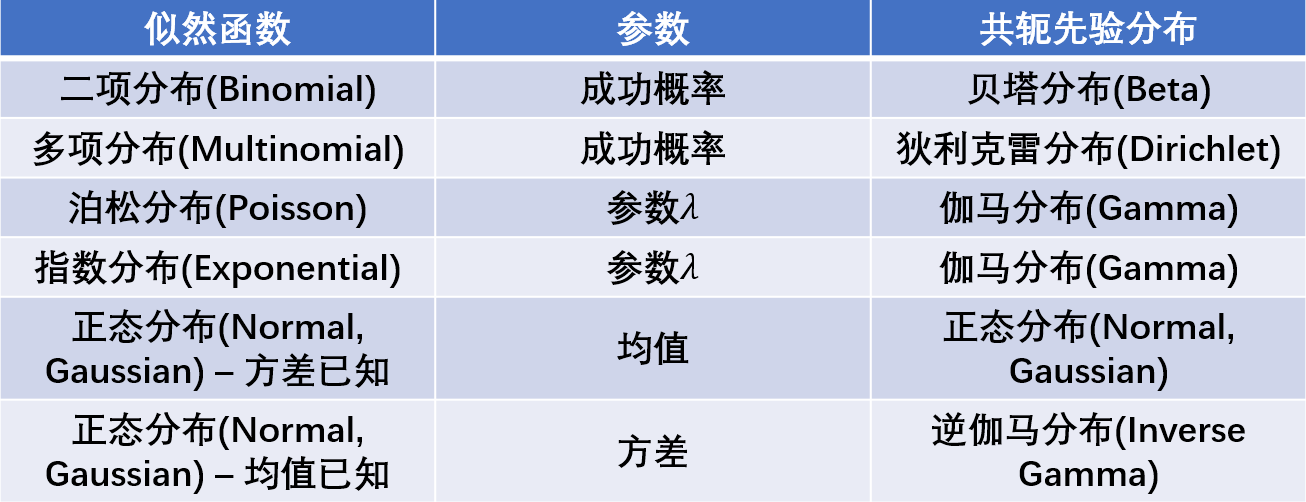 似然函数 参数 共轭先验分布
二项分布(Binomial) 成功概率 贝塔分布(Beta)
多项分布(Multinomial) 成功概率 狄利克雷分布(Dirichlet)
泊松分布(Poisson) 参数λ 伽马分布(Gamma)
指数分布(Exponential) 参数λ 伽马分布(Gamma)
正态分布(Normal,
Gaussian) – 方差已知
均值
正态分布(Normal,
Gaussian)
正态分布(Normal,
Gaussian) – 均值已知
方差
逆伽马分布(Inverse
Gamma)